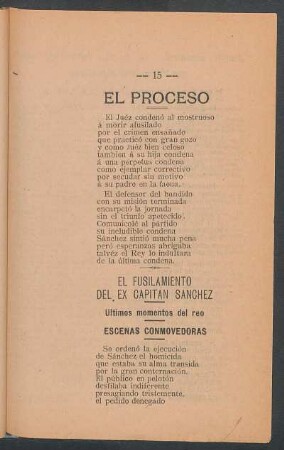 — 15 —
EL PROCESO
El Juéz condenó al mostruoso
á morir afusilado
por el crimen ensañado
que practicó con gran gozo
y como Juéz bien celoso
tambien á su hija condena
á una perpetua condena
como ejemplar correctivo
por secudar sin motivo
á su padre en la faena.
El defensor del bandido
con su misión terminada
encarpetó la jornada
sin el triunfo apetecido.
Comunicóle al partido
su ineludible condena
Sánchez sintió mucha pena
pero esperanzas abrigaba
talvéz el Rey lo indultara
de la última condena.
EL FUSILAMIENTO
DEL EX CAPITAN SANCHEZ
Ultimos momentos del reo
ESCENAS CONMOVEDORAS
Se ordenó la ejecución
de Sánchez el homicida
que estaba su alma transida
por la gran consternación.
El público en pelotón
desfilaba indiferente
presagiando tristemente,
el pedido denegado